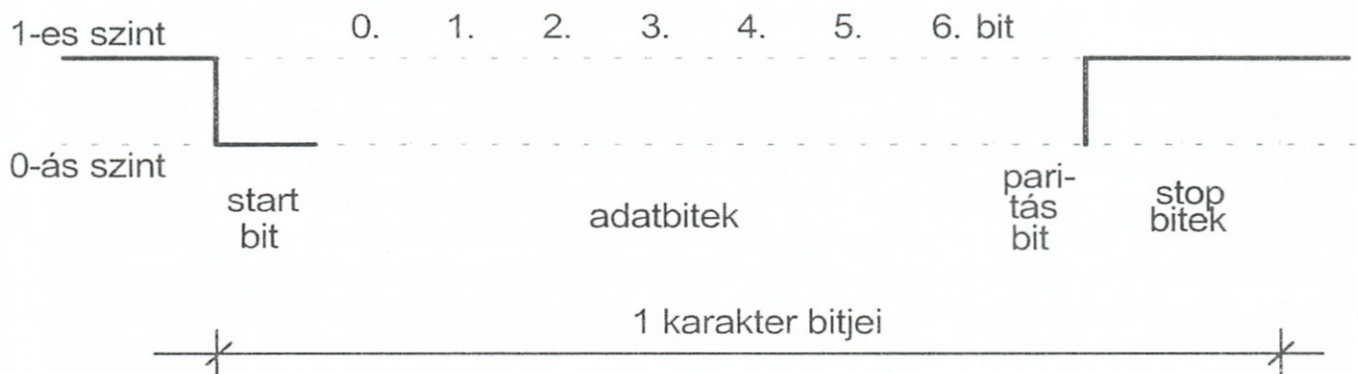 1-es szint
0. 1. 2. 3. 4. 5. 6. bit
0-ás szint
start
bit
adatbitek
pari-
tás
bit
stop
bitek
1 karakter bitjei